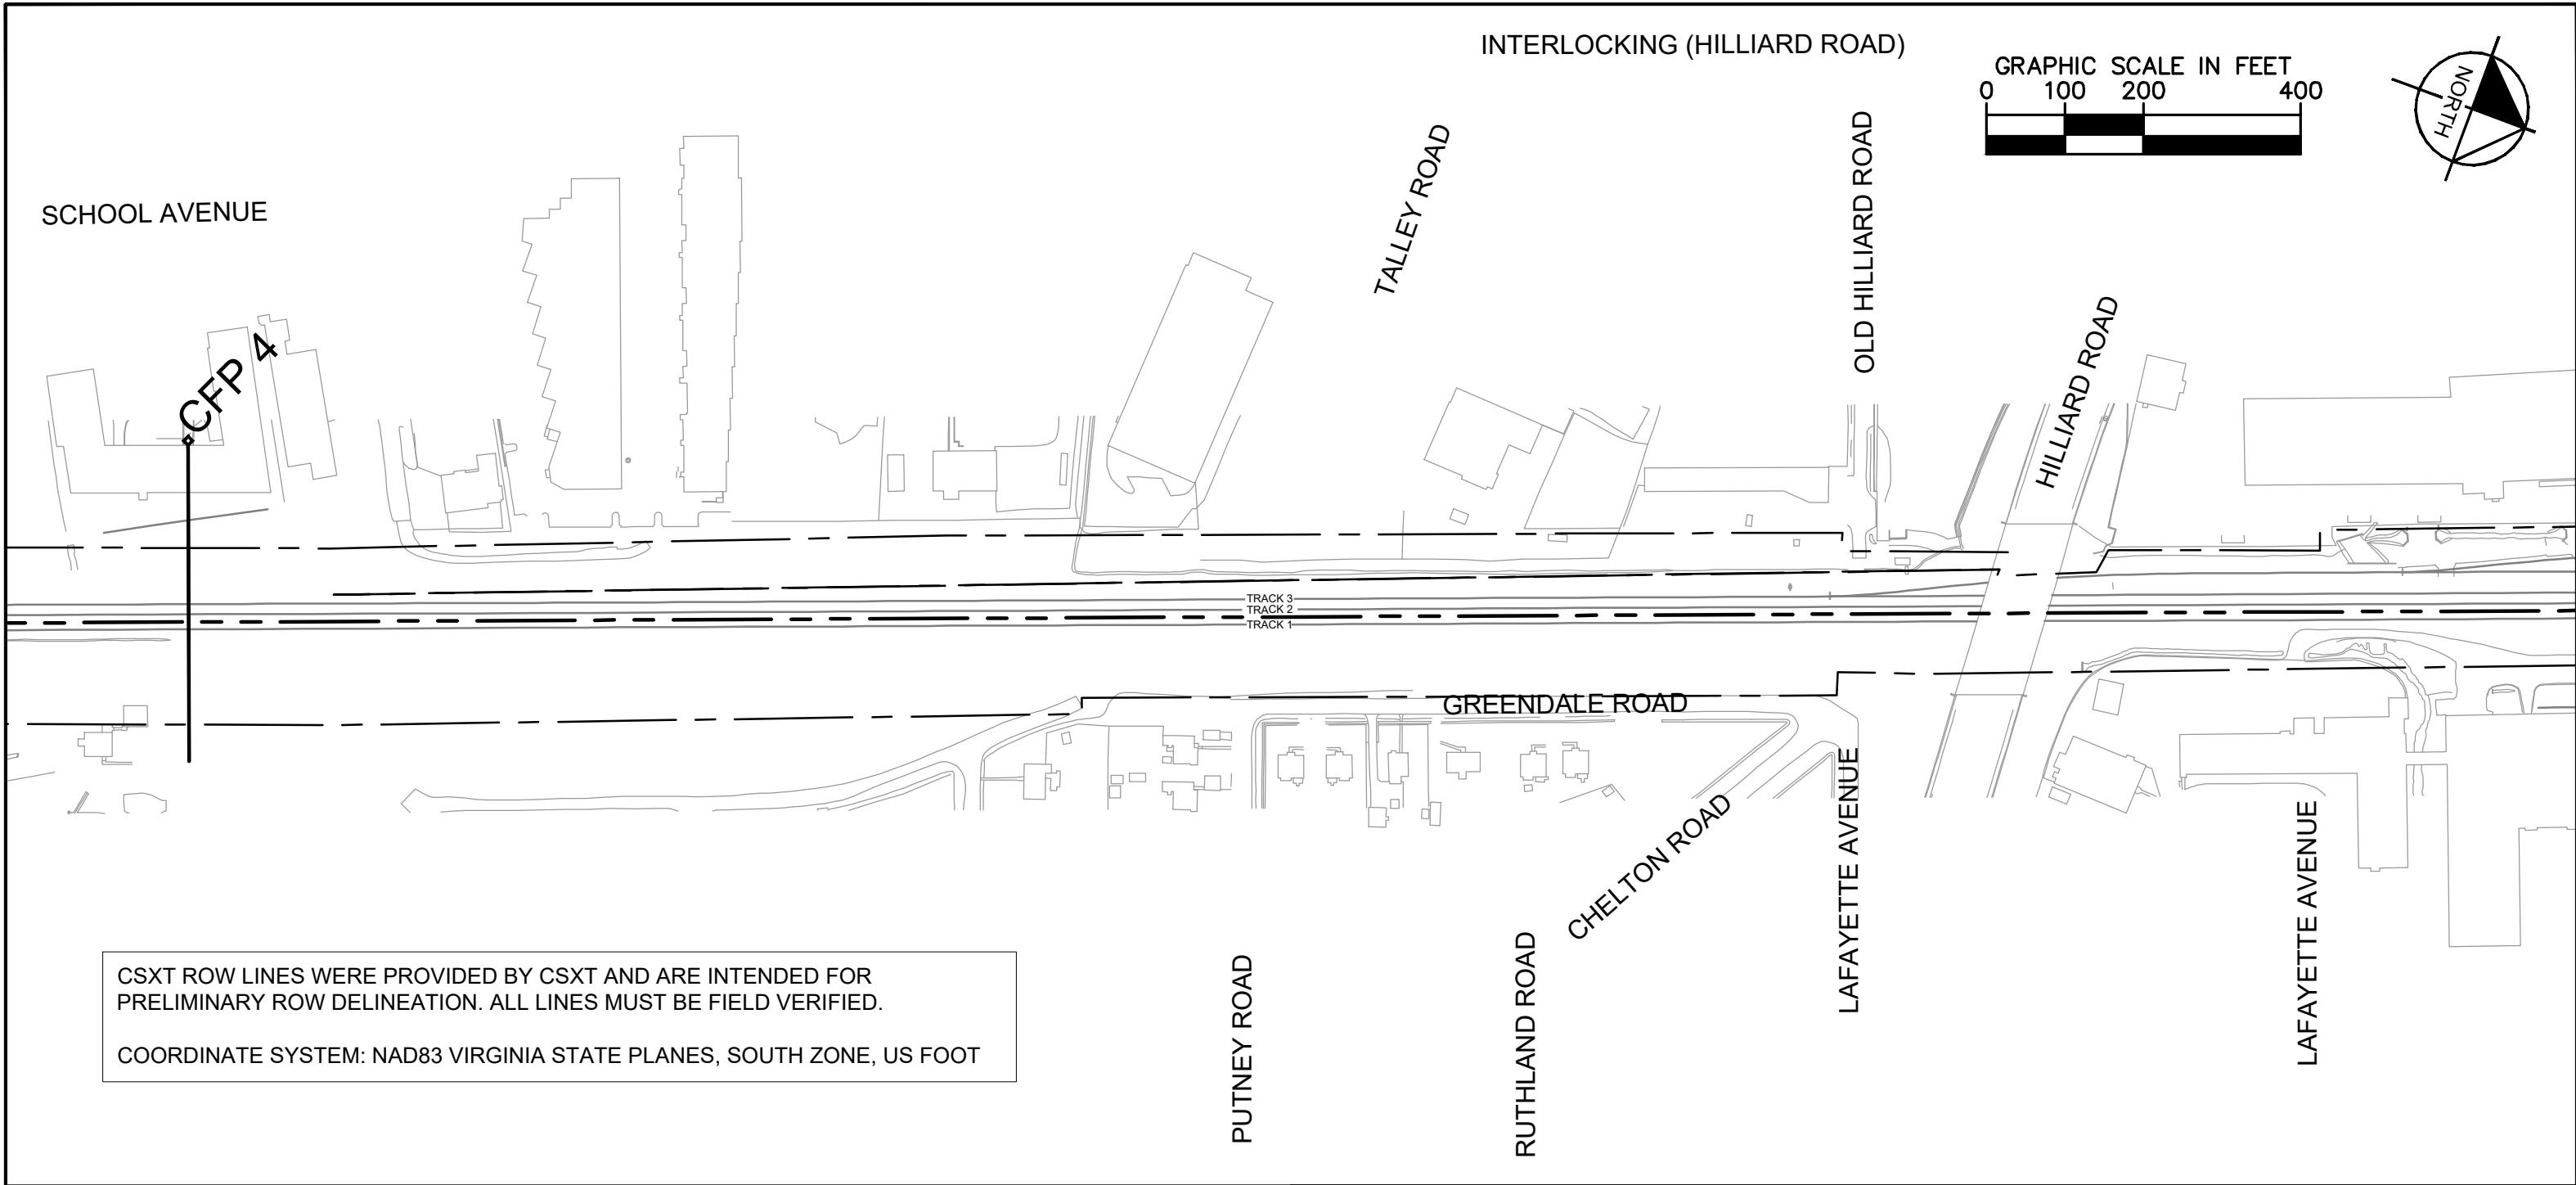 INTERLOCKING (HILLIARD ROAD)
GRAPHIC SCALE IN FEET
0 100 200 400
NORTH
SCHOOL AVENUE
TALLEY ROAD
OLD HILLIARD ROAD
HILLIARD ROAD
CFP 4
TRACK 3
TRACK 2
TRACK 1
GREENDALE ROAD
CHELTON ROAD
LAFAYETTE AVENUE
LAFAYETTE AVENUE
PUTNEY ROAD
RUTHLAND ROAD
CSXT ROW LINES WERE PROVIDED BY CSXT AND ARE INTENDED FOR
PRELIMINARY ROW DELINEATION. ALL LINES MUST BE FIELD VERIFIED.
COORDINATE SYSTEM: NAD83 VIRGINIA STATE PLANES, SOUTH ZONE, US FOOT